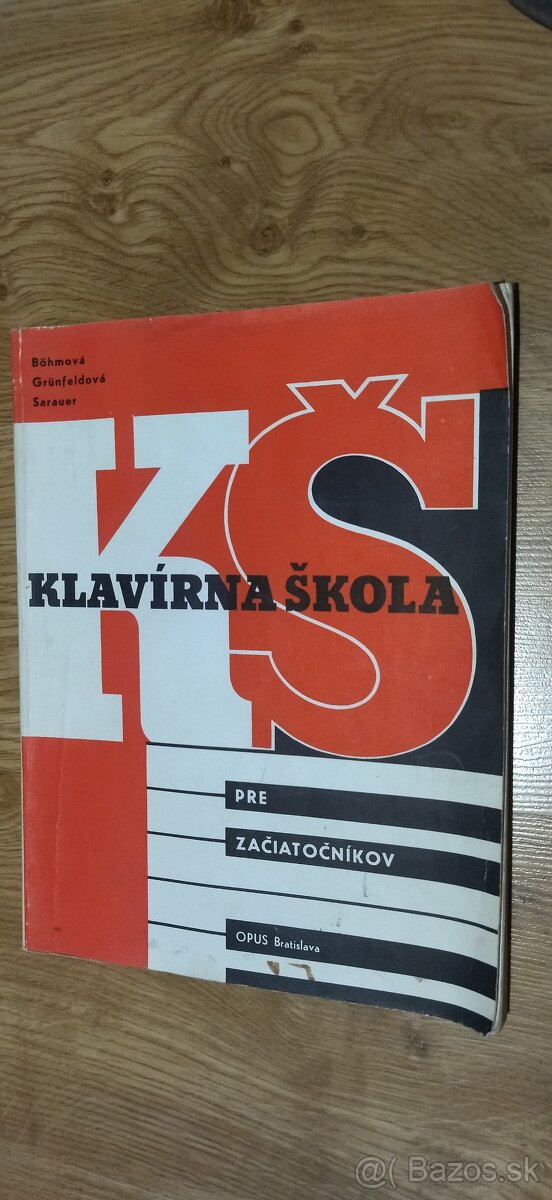 Böhmová
Grünfeldová
Sarauer
KŠ
KLAVÍRNA ŠKOLA
PRE
ZAČIATOČNÍKOV
OPUS Bratislava
@( Bazos.sk